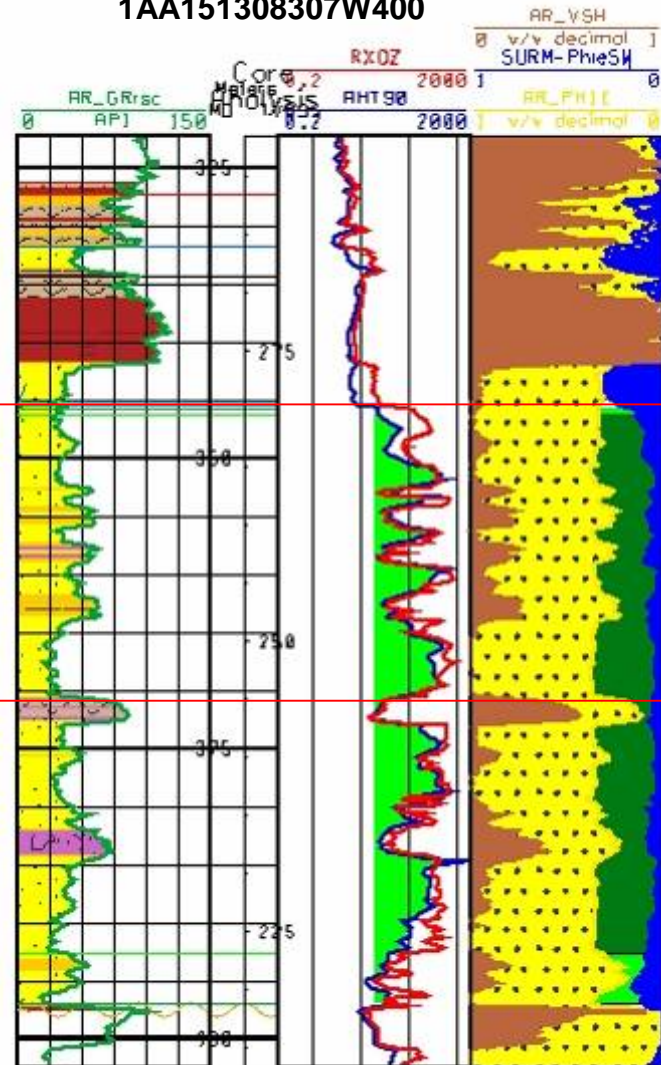 1AA151308307W400
AR_VSH
0 v/v decimal 1
RXOZ
SURM-PhieSW
Core
0.2 2000
1 0
AR_GRrsc
Analysis
AHT90
AR_PHIE
0 API 150
MD
0.2 2000
1 v/v decimal 0
325
275
350
250
375
225
400